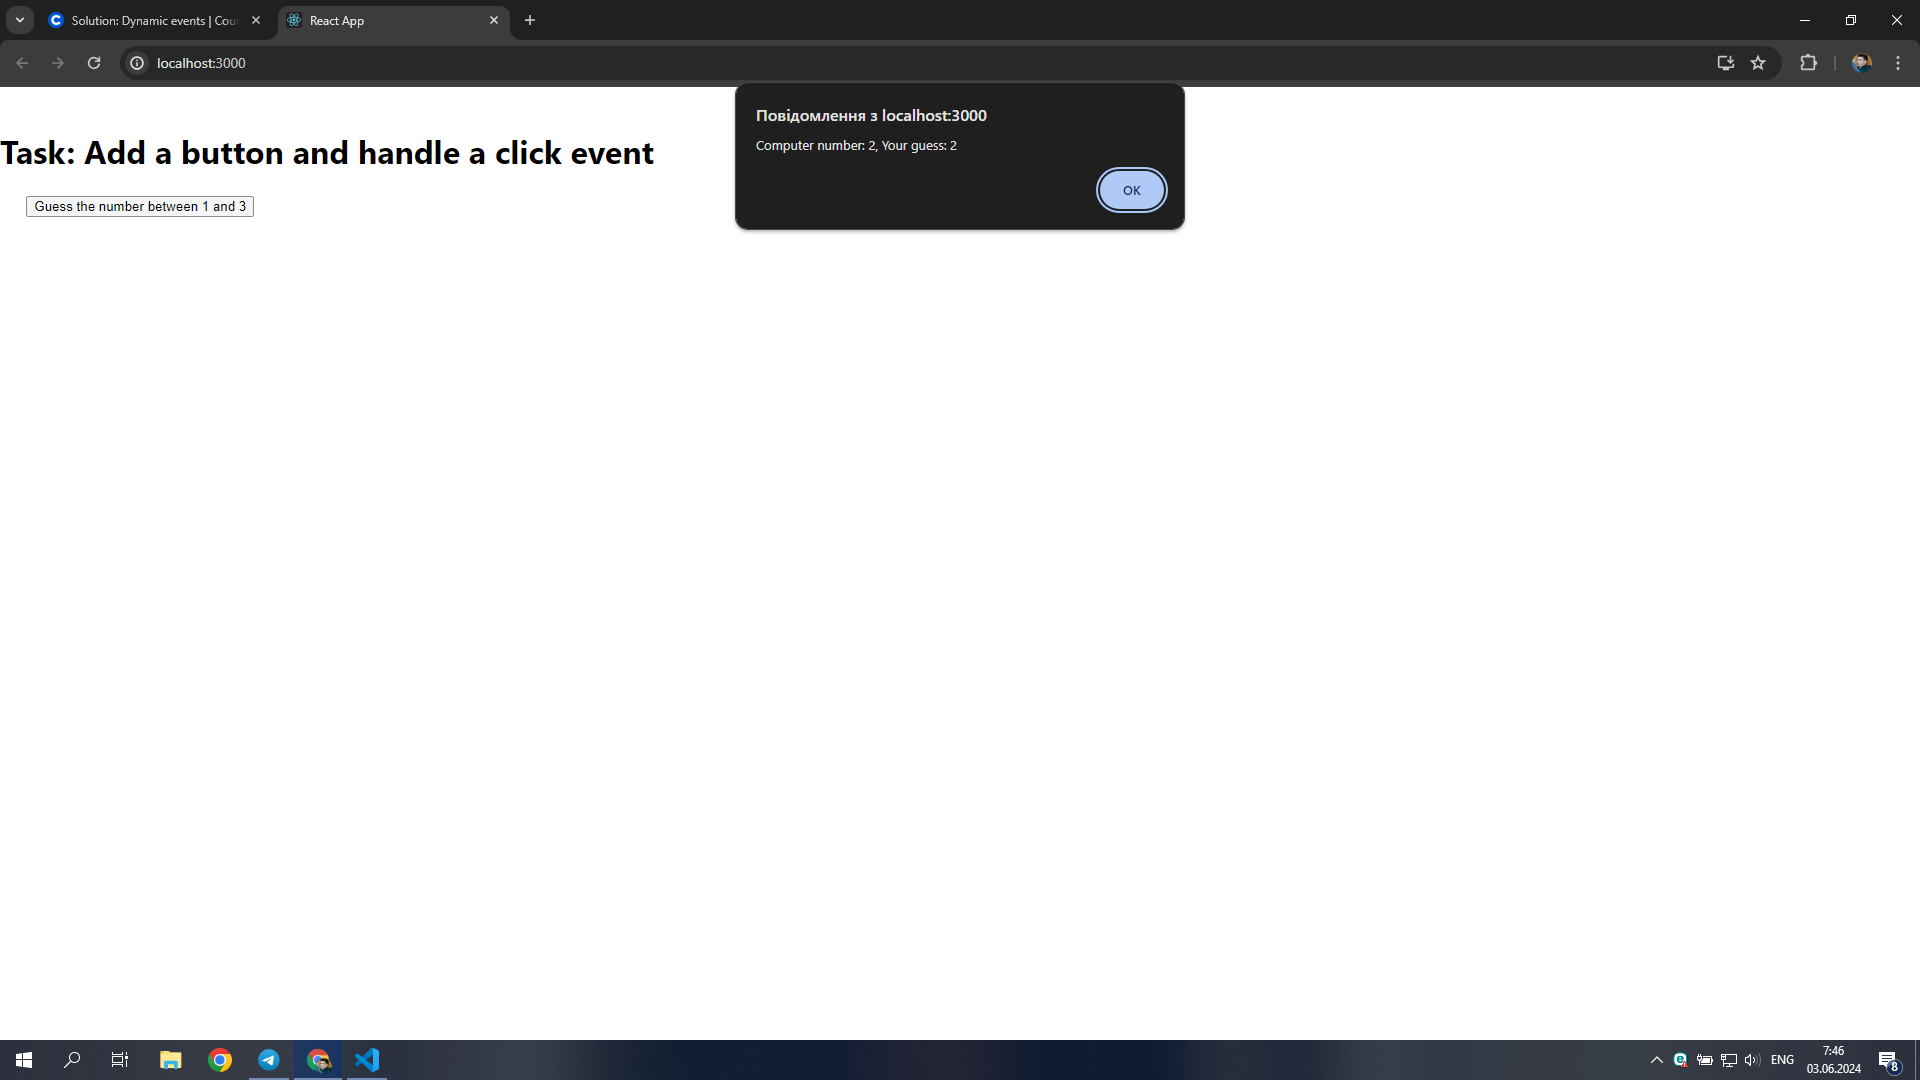 Solution: Dynamic events | Cou
React App
localhost:3000
Повідомлення з localhost:3000
Computer number: 2, Your guess: 2
OK
Task: Add a button and handle a click event
Guess the number between 1 and 3
ENG
7:46
03.06.2024
8